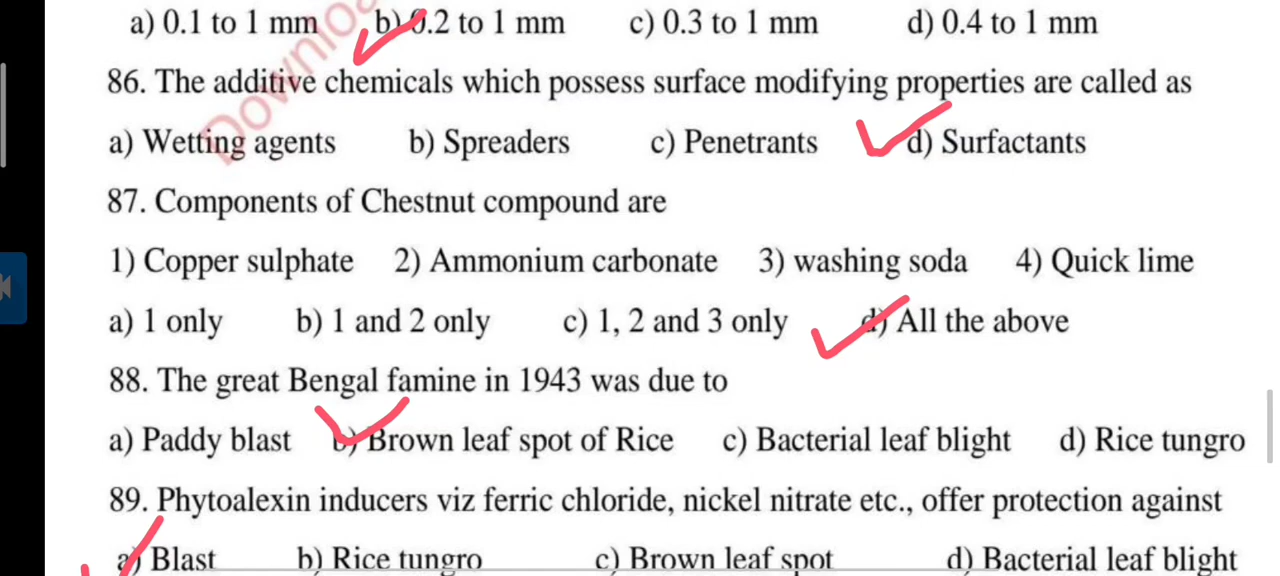 a) 0.1 to 1 mm b) 0.2 to 1 mm c) 0.3 to 1 mm d) 0.4 to 1 mm
86. The additive chemicals which possess surface modifying properties are called as
a) Wetting agents b) Spreaders c) Penetrants d) Surfactants
87. Components of Chestnut compound are
1) Copper sulphate 2) Ammonium carbonate 3) washing soda 4) Quick lime
a) 1 only b) 1 and 2 only c) 1, 2 and 3 only d) All the above
88. The great Bengal famine in 1943 was due to
a) Paddy blast b) Brown leaf spot of Rice c) Bacterial leaf blight d) Rice tungro
89. Phytoalexin inducers viz ferric chloride, nickel nitrate etc., offer protection against
a) Blast b) Rice tungro c) Brown leaf spot d) Bacterial leaf blight